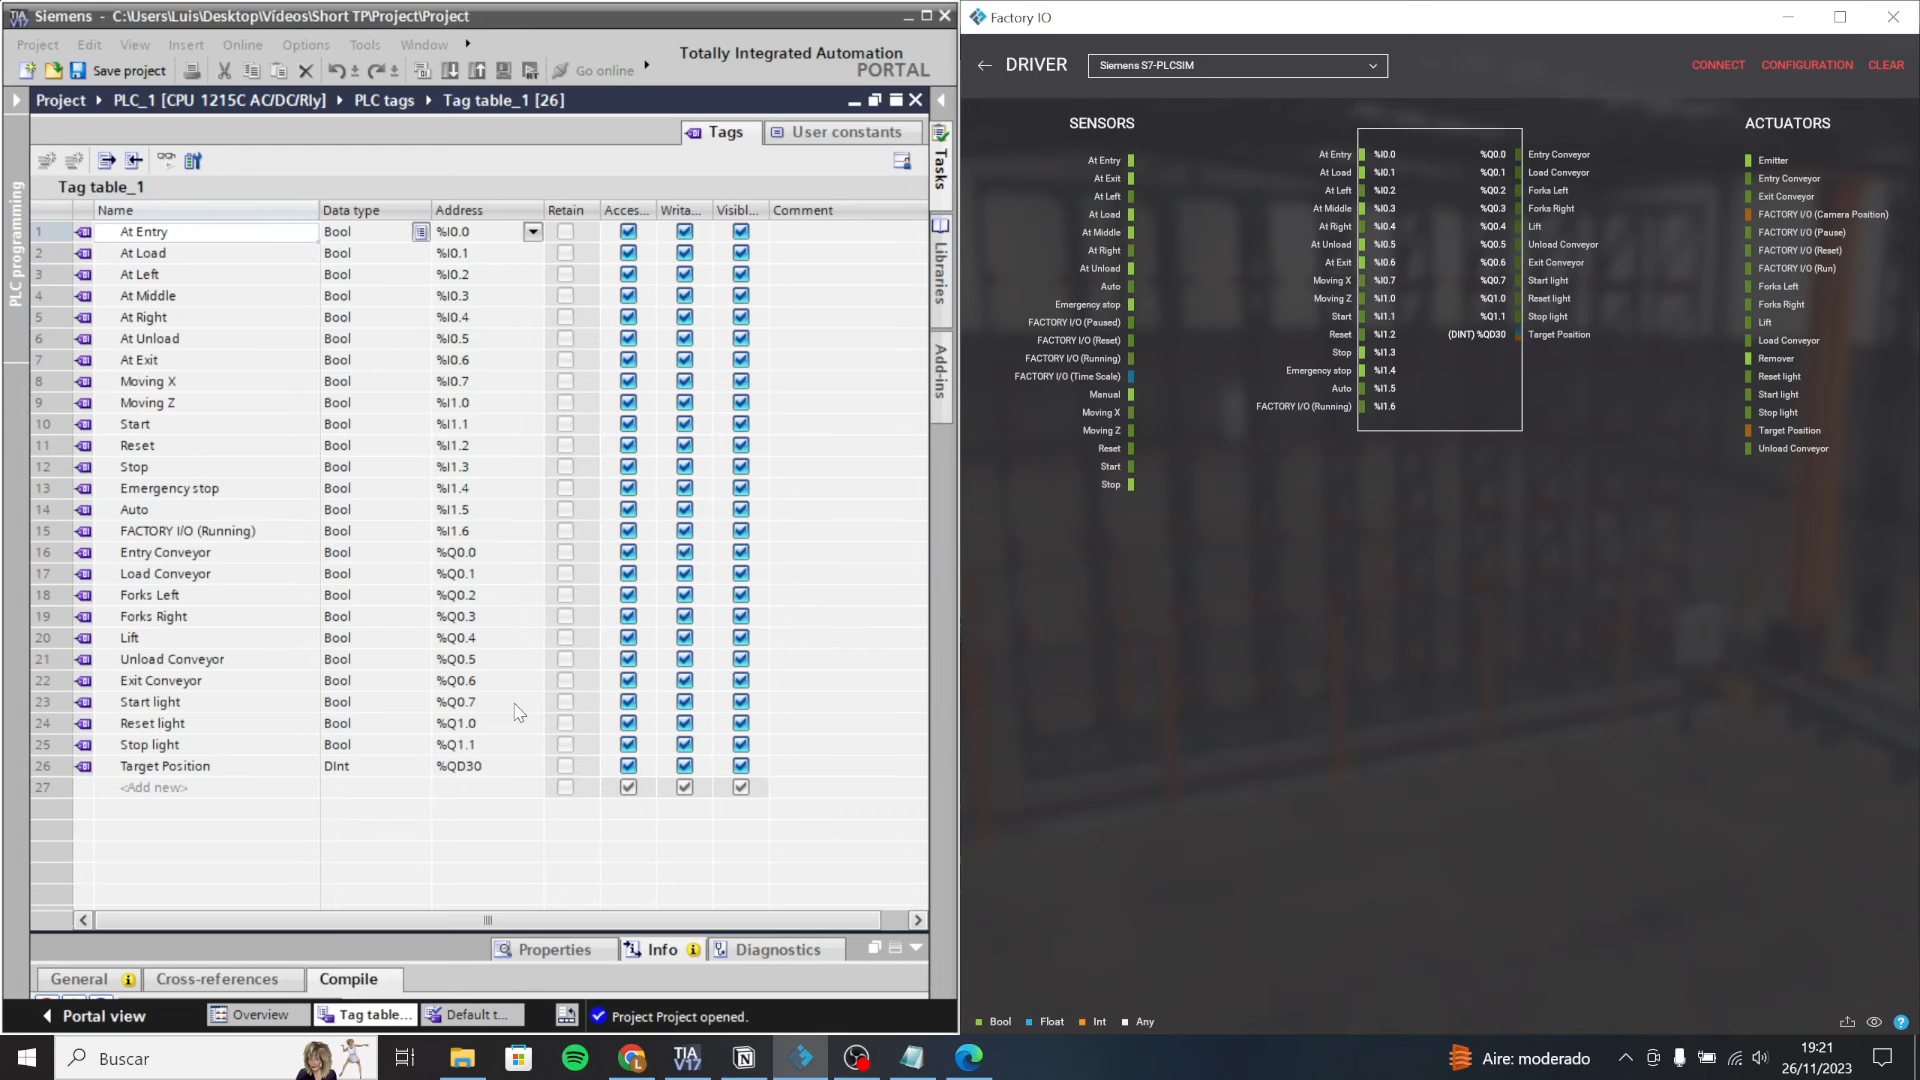 Siemens - C:\Users\Luis\Desktop\Vídeos\Short TP\Project\Project
Project Edit View Insert Online Options Tools Window
Totally Integrated Automation
PORTAL
Save project
Go online
Project PLC_1 [CPU 1215C AC/DC/Rly] PLC tags Tag table_1 [26]
Tags
User constants
Tag table_1
Name Data type Address Retain Acces... Writa... Visibl... Comment
1 At Entry Bool %I0.0
2 At Load Bool %I0.1
3 At Left Bool %I0.2
4 At Middle Bool %I0.3
5 At Right Bool %I0.4
6 At Unload Bool %I0.5
7 At Exit Bool %I0.6
8 Moving X Bool %I0.7
9 Moving Z Bool %I1.0
10 Start Bool %I1.1
11 Reset Bool %I1.2
12 Stop Bool %I1.3
13 Emergency stop Bool %I1.4
14 Auto Bool %I1.5
15 FACTORY I/O (Running) Bool %I1.6
16 Entry Conveyor Bool %Q0.0
17 Load Conveyor Bool %Q0.1
18 Forks Left Bool %Q0.2
19 Forks Right Bool %Q0.3
20 Lift Bool %Q0.4
21 Unload Conveyor Bool %Q0.5
22 Exit Conveyor Bool %Q0.6
23 Start light Bool %Q0.7
24 Reset light Bool %Q1.0
25 Stop light Bool %Q1.1
26 Target Position DInt %QD30
27 <Add new>
PLC programming
Tasks
Libraries
Add-ins
Properties
Info
Diagnostics
General
Cross-references
Compile
Portal view
Overview
Tag table...
Default t...
Project Project opened.
Factory IO
DRIVER
Siemens S7-PLCSIM
CONNECT
CONFIGURATION
CLEAR
SENSORS
At Entry
At Exit
At Left
At Load
At Middle
At Right
At Unload
Auto
Emergency stop
FACTORY I/O (Paused)
FACTORY I/O (Reset)
FACTORY I/O (Running)
FACTORY I/O (Time Scale)
Manual
Moving X
Moving Z
Reset
Start
Stop
At Entry %I0.0 %Q0.0 Entry Conveyor
At Load %I0.1 %Q0.1 Load Conveyor
At Left %I0.2 %Q0.2 Forks Left
At Middle %I0.3 %Q0.3 Forks Right
At Right %I0.4 %Q0.4 Lift
At Unload %I0.5 %Q0.5 Unload Conveyor
At Exit %I0.6 %Q0.6 Exit Conveyor
Moving X %I0.7 %Q0.7 Start light
Moving Z %I1.0 %Q1.0 Reset light
Start %I1.1 %Q1.1 Stop light
Reset %I1.2 (DINT) %QD30 Target Position
Stop %I1.3
Emergency stop %I1.4
Auto %I1.5
FACTORY I/O (Running) %I1.6
ACTUATORS
Emitter
Entry Conveyor
Exit Conveyor
FACTORY I/O (Camera Position)
FACTORY I/O (Pause)
FACTORY I/O (Reset)
FACTORY I/O (Run)
Forks Left
Forks Right
Lift
Load Conveyor
Remover
Reset light
Start light
Stop light
Target Position
Unload Conveyor
Bool Float Int Any
Buscar
TIA
V17
Aire: moderado
19:21
26/11/2023